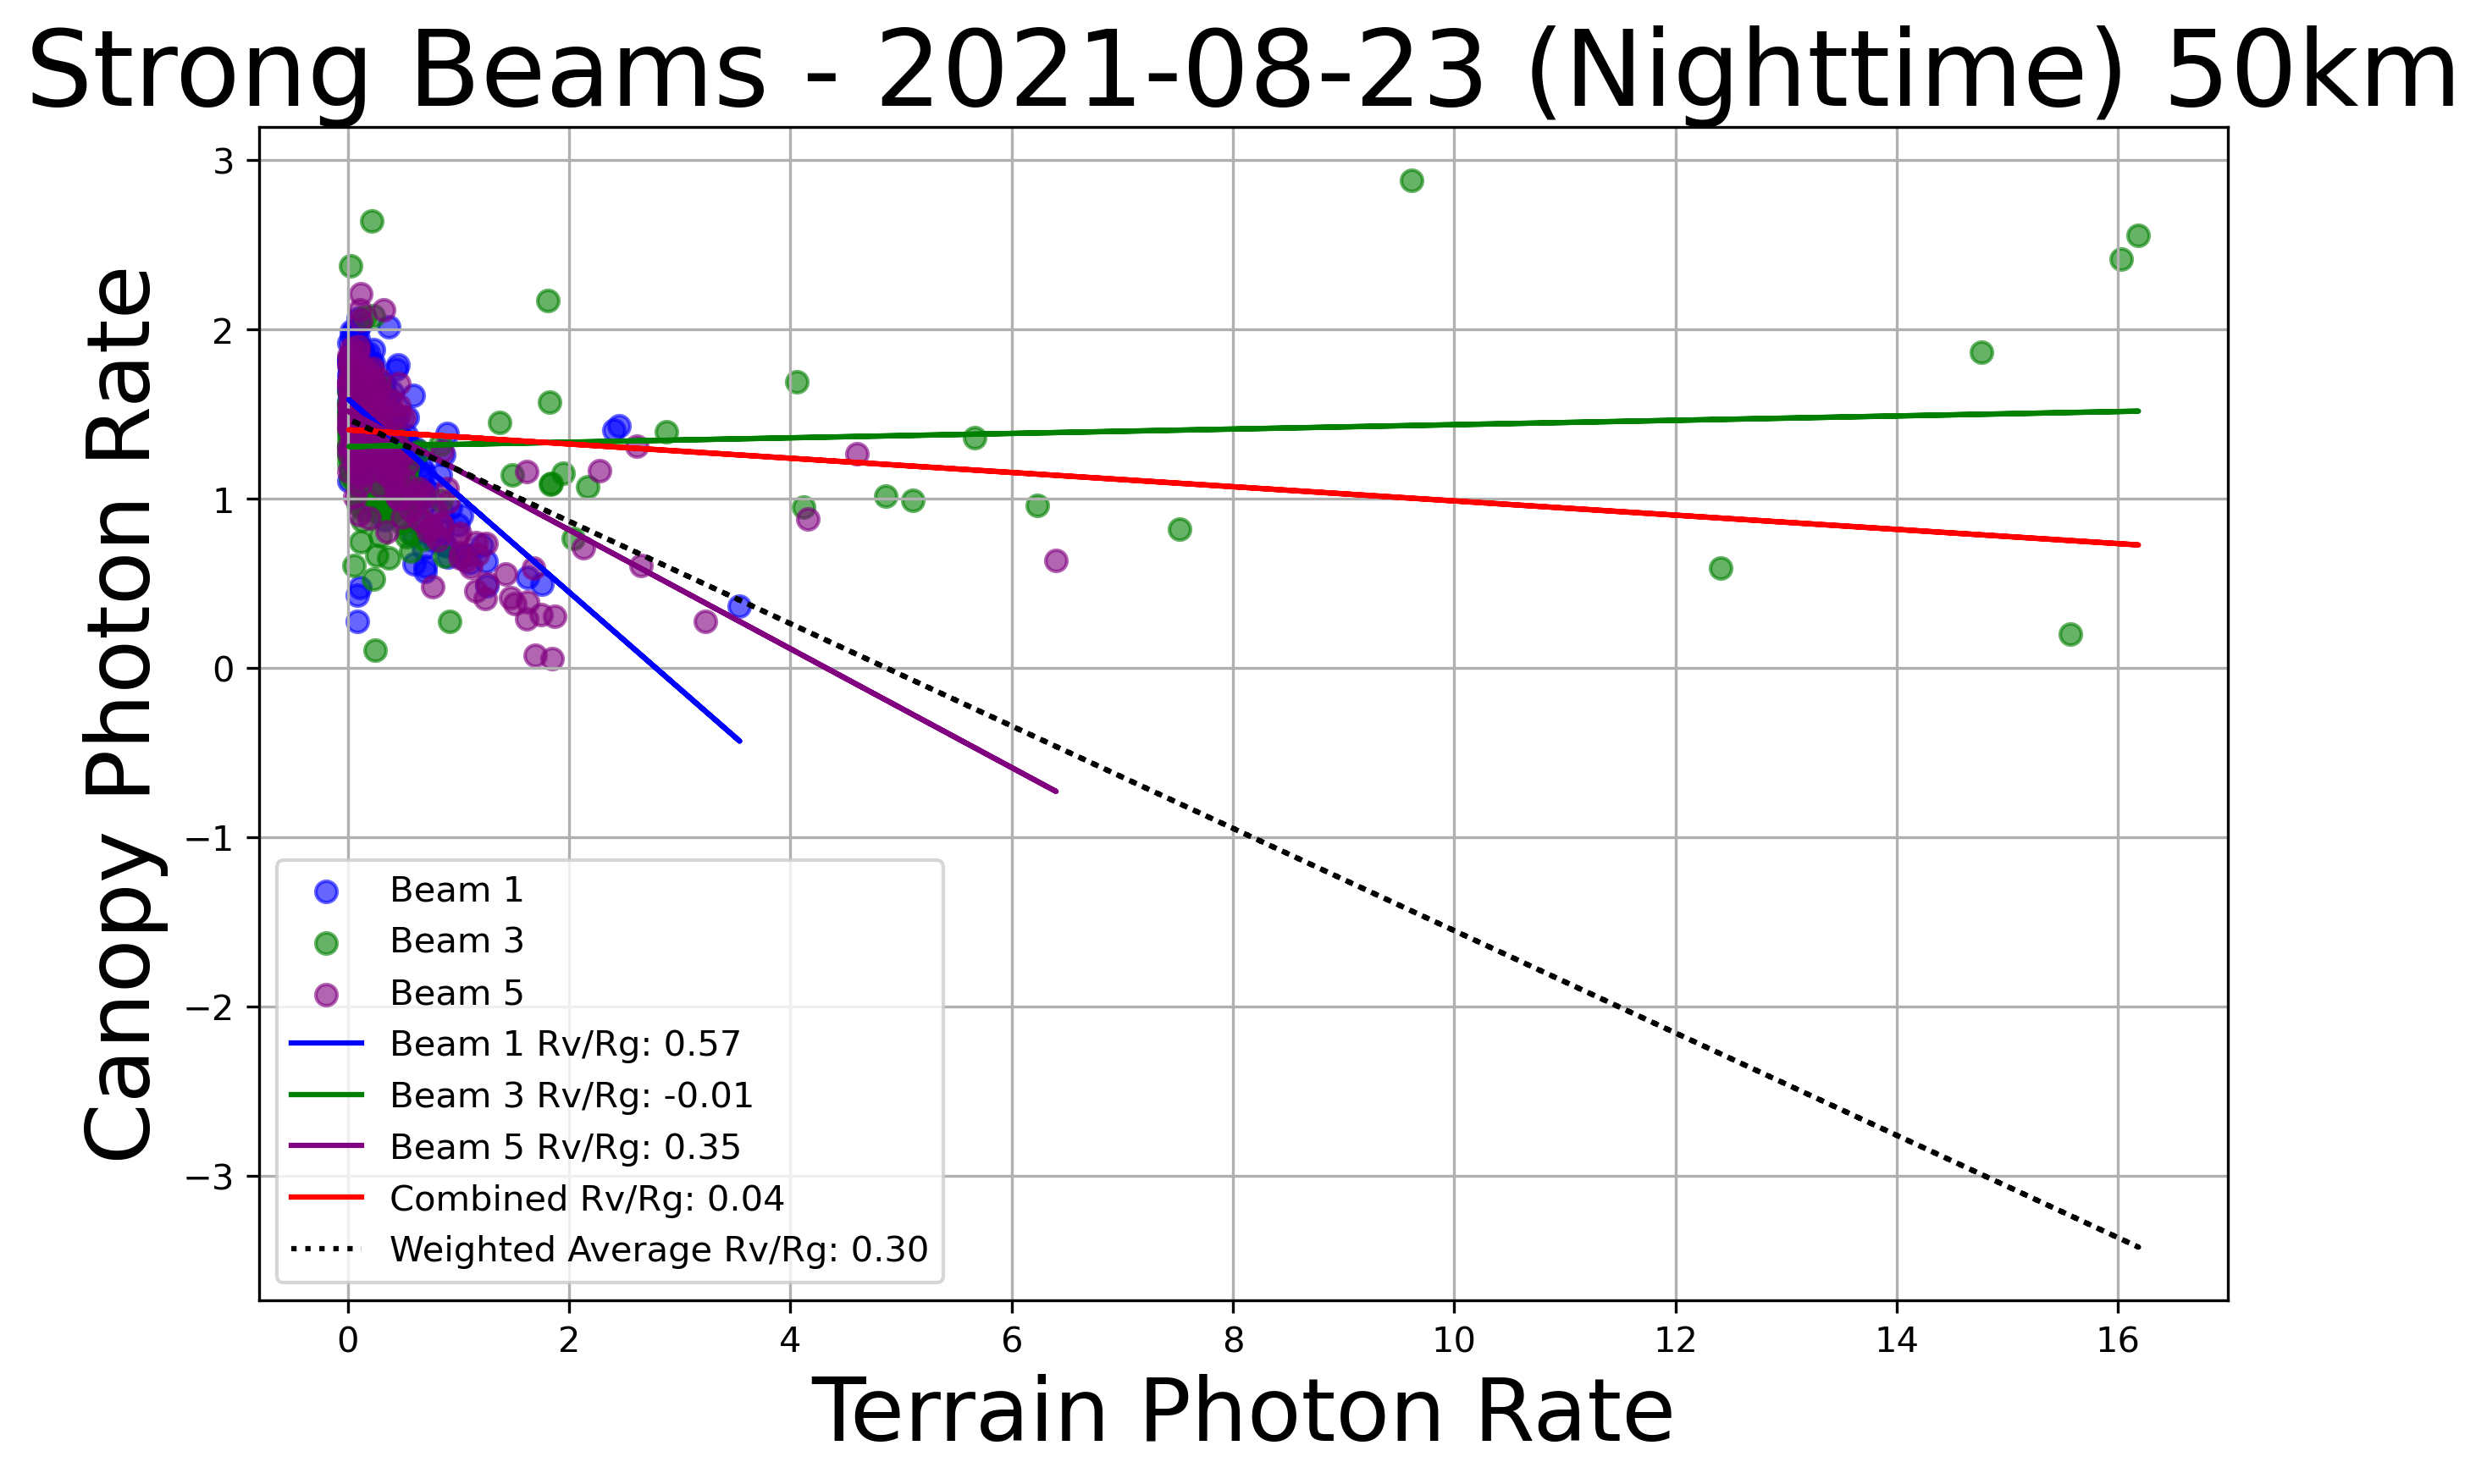 Strong Beams - 2021-08-23 (Nighttime) 50km
Canopy Photon Rate
3
2
1
0
−1
−2
−3
Beam 1
Beam 3
Beam 5
Beam 1 Rv/Rg: 0.57
Beam 3 Rv/Rg: -0.01
Beam 5 Rv/Rg: 0.35
Combined Rv/Rg: 0.04
Weighted Average Rv/Rg: 0.30
0 2 4 6 8 10 12 14 16
Terrain Photon Rate